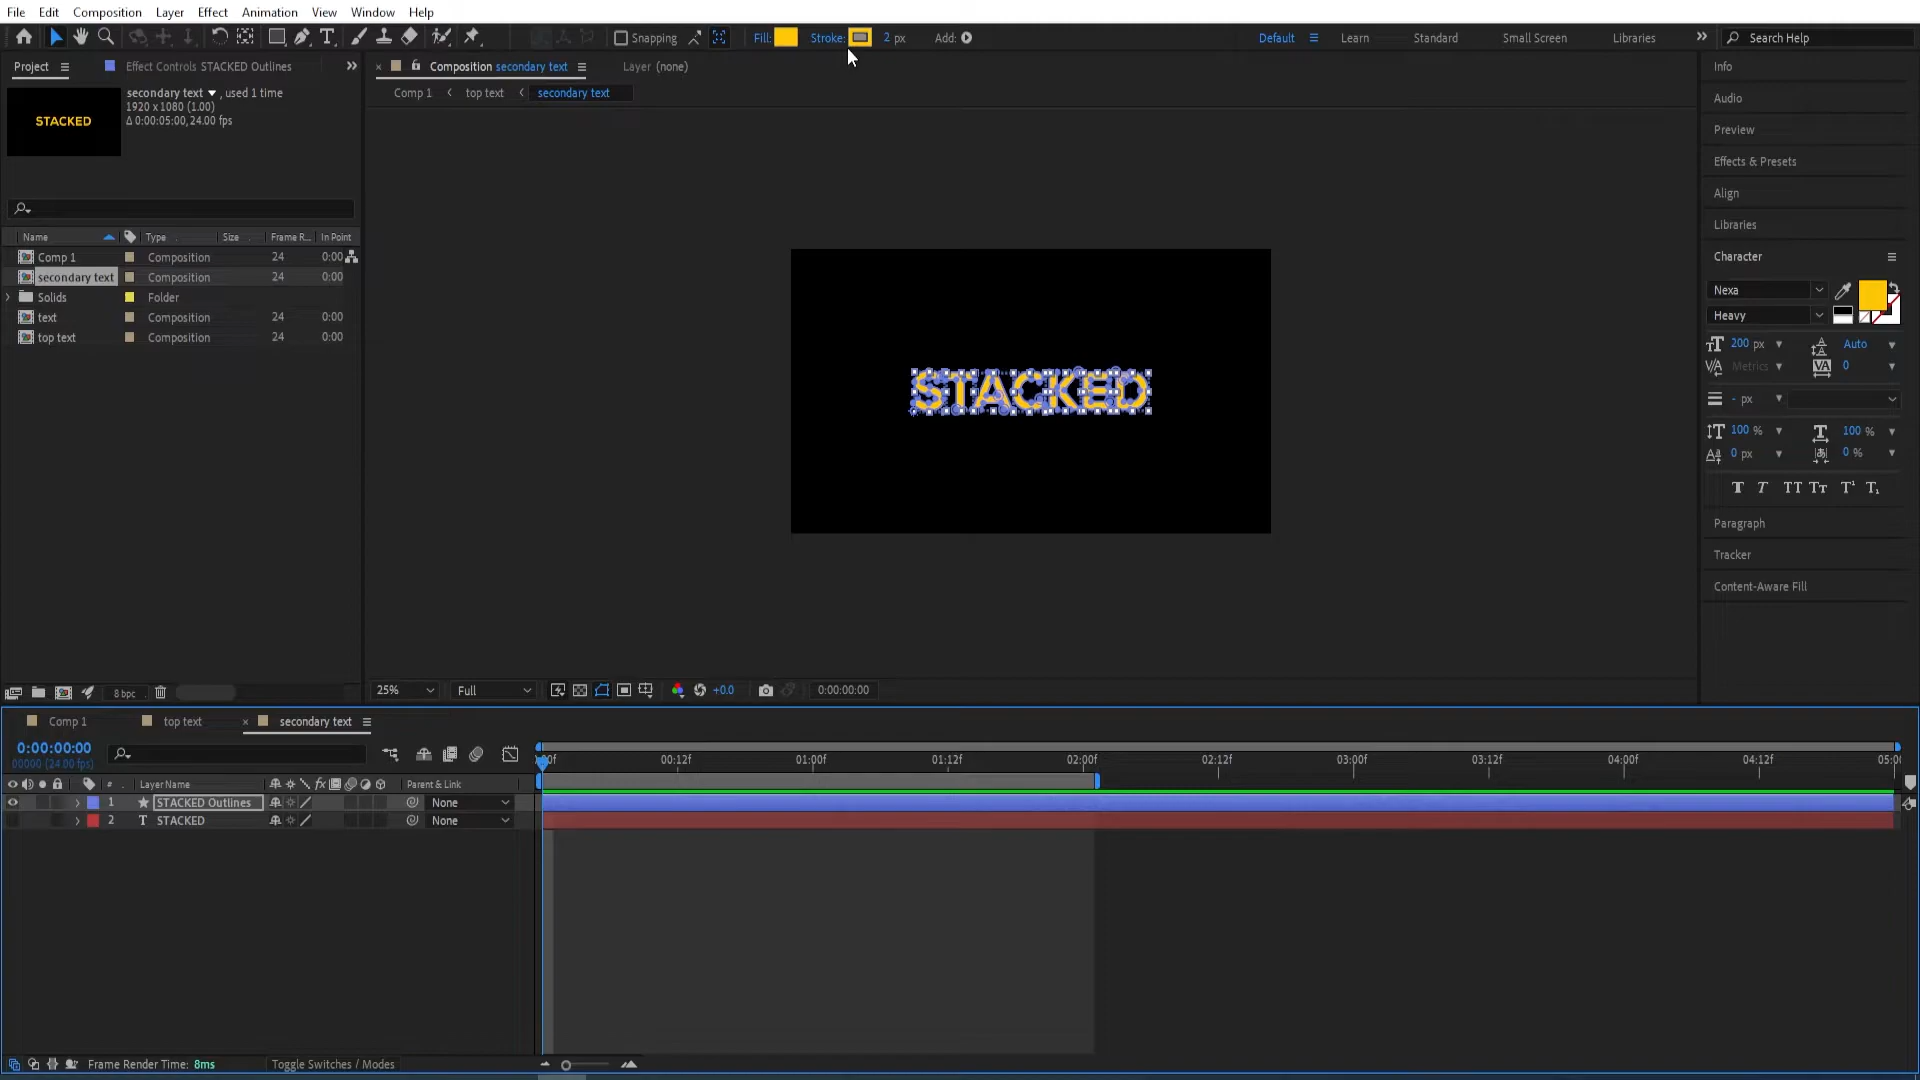 File Edit Composition Layer Effect Animation View Window Help
Snapping Fill: Stroke: 2 px Add: Default Learn Standard Small Screen Libraries Search Help
Project Effect Controls STACKED Outlines
Composition secondary text Layer (none)
Comp 1 top text secondary text
secondary text , used 1 time
1920 x 1080 (1.00)
Δ 0:00:05:00, 24.00 fps
STACKED
Name Type Size Frame R... In Point
Comp 1 Composition 24 0:00
secondary text Composition 24 0:00
Solids Folder
text Composition 24 0:00
top text Composition 24 0:00
8 bpc
STACKED
25% Full +0.0 0:00:00:00
Info
Audio
Preview
Effects & Presets
Align
Libraries
Character
Nexa
Heavy
200 px Auto
Metrics 0
- px
100 % 100 %
0 px 0 %
T T TT Tт T¹ T₁
Paragraph
Tracker
Content-Aware Fill
Comp 1 top text secondary text
0:00:00:00
00000 (24.00 fps)
# Layer Name Parent & Link
1 STACKED Outlines None
2 STACKED None
00f 00:12f 01:00f 01:12f 02:00f 02:12f 03:00f 03:12f 04:00f 04:12f 05:0
Frame Render Time: 8ms Toggle Switches / Modes